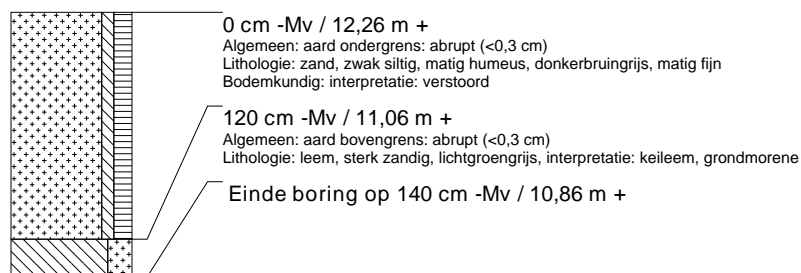 0 cm -Mv / 12,26 m +
Algemeen: aard ondergrens: abrupt (<0,3 cm)
Lithologie: zand, zwak siltig, matig humeus, donkerbruingrijs, matig fijn
Bodemkundig: interpretatie: verstoord
120 cm -Mv / 11,06 m +
Algemeen: aard bovengrens: abrupt (<0,3 cm)
Lithologie: leem, sterk zandig, lichtgroengrijs, interpretatie: keileem, grondmorene
Einde boring op 140 cm -Mv / 10,86 m +